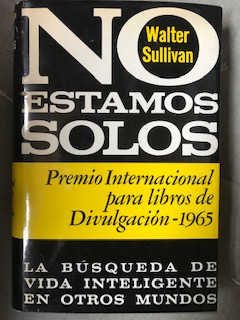 NO
Walter
Sullivan
ESTAMOS
SOLOS
Premio Internacional
para libros de
Divulgación-1965
LA BÚSQUEDA DE
VIDA INTELIGENTE
EN OTROS MUNDOS